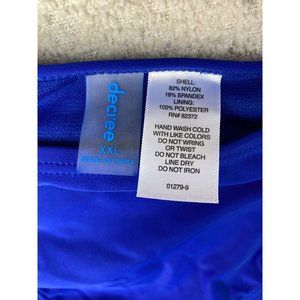 decree
XXL
MADE IN CHINA
SHELL:
82% NYLON
18% SPANDEX
LINING:
100% POLYESTER
RN# 82372
HAND WASH COLD
WITH LIKE COLORS
DO NOT WRING
OR TWIST
DO NOT BLEACH
LINE DRY
DO NOT IRON
01279-9